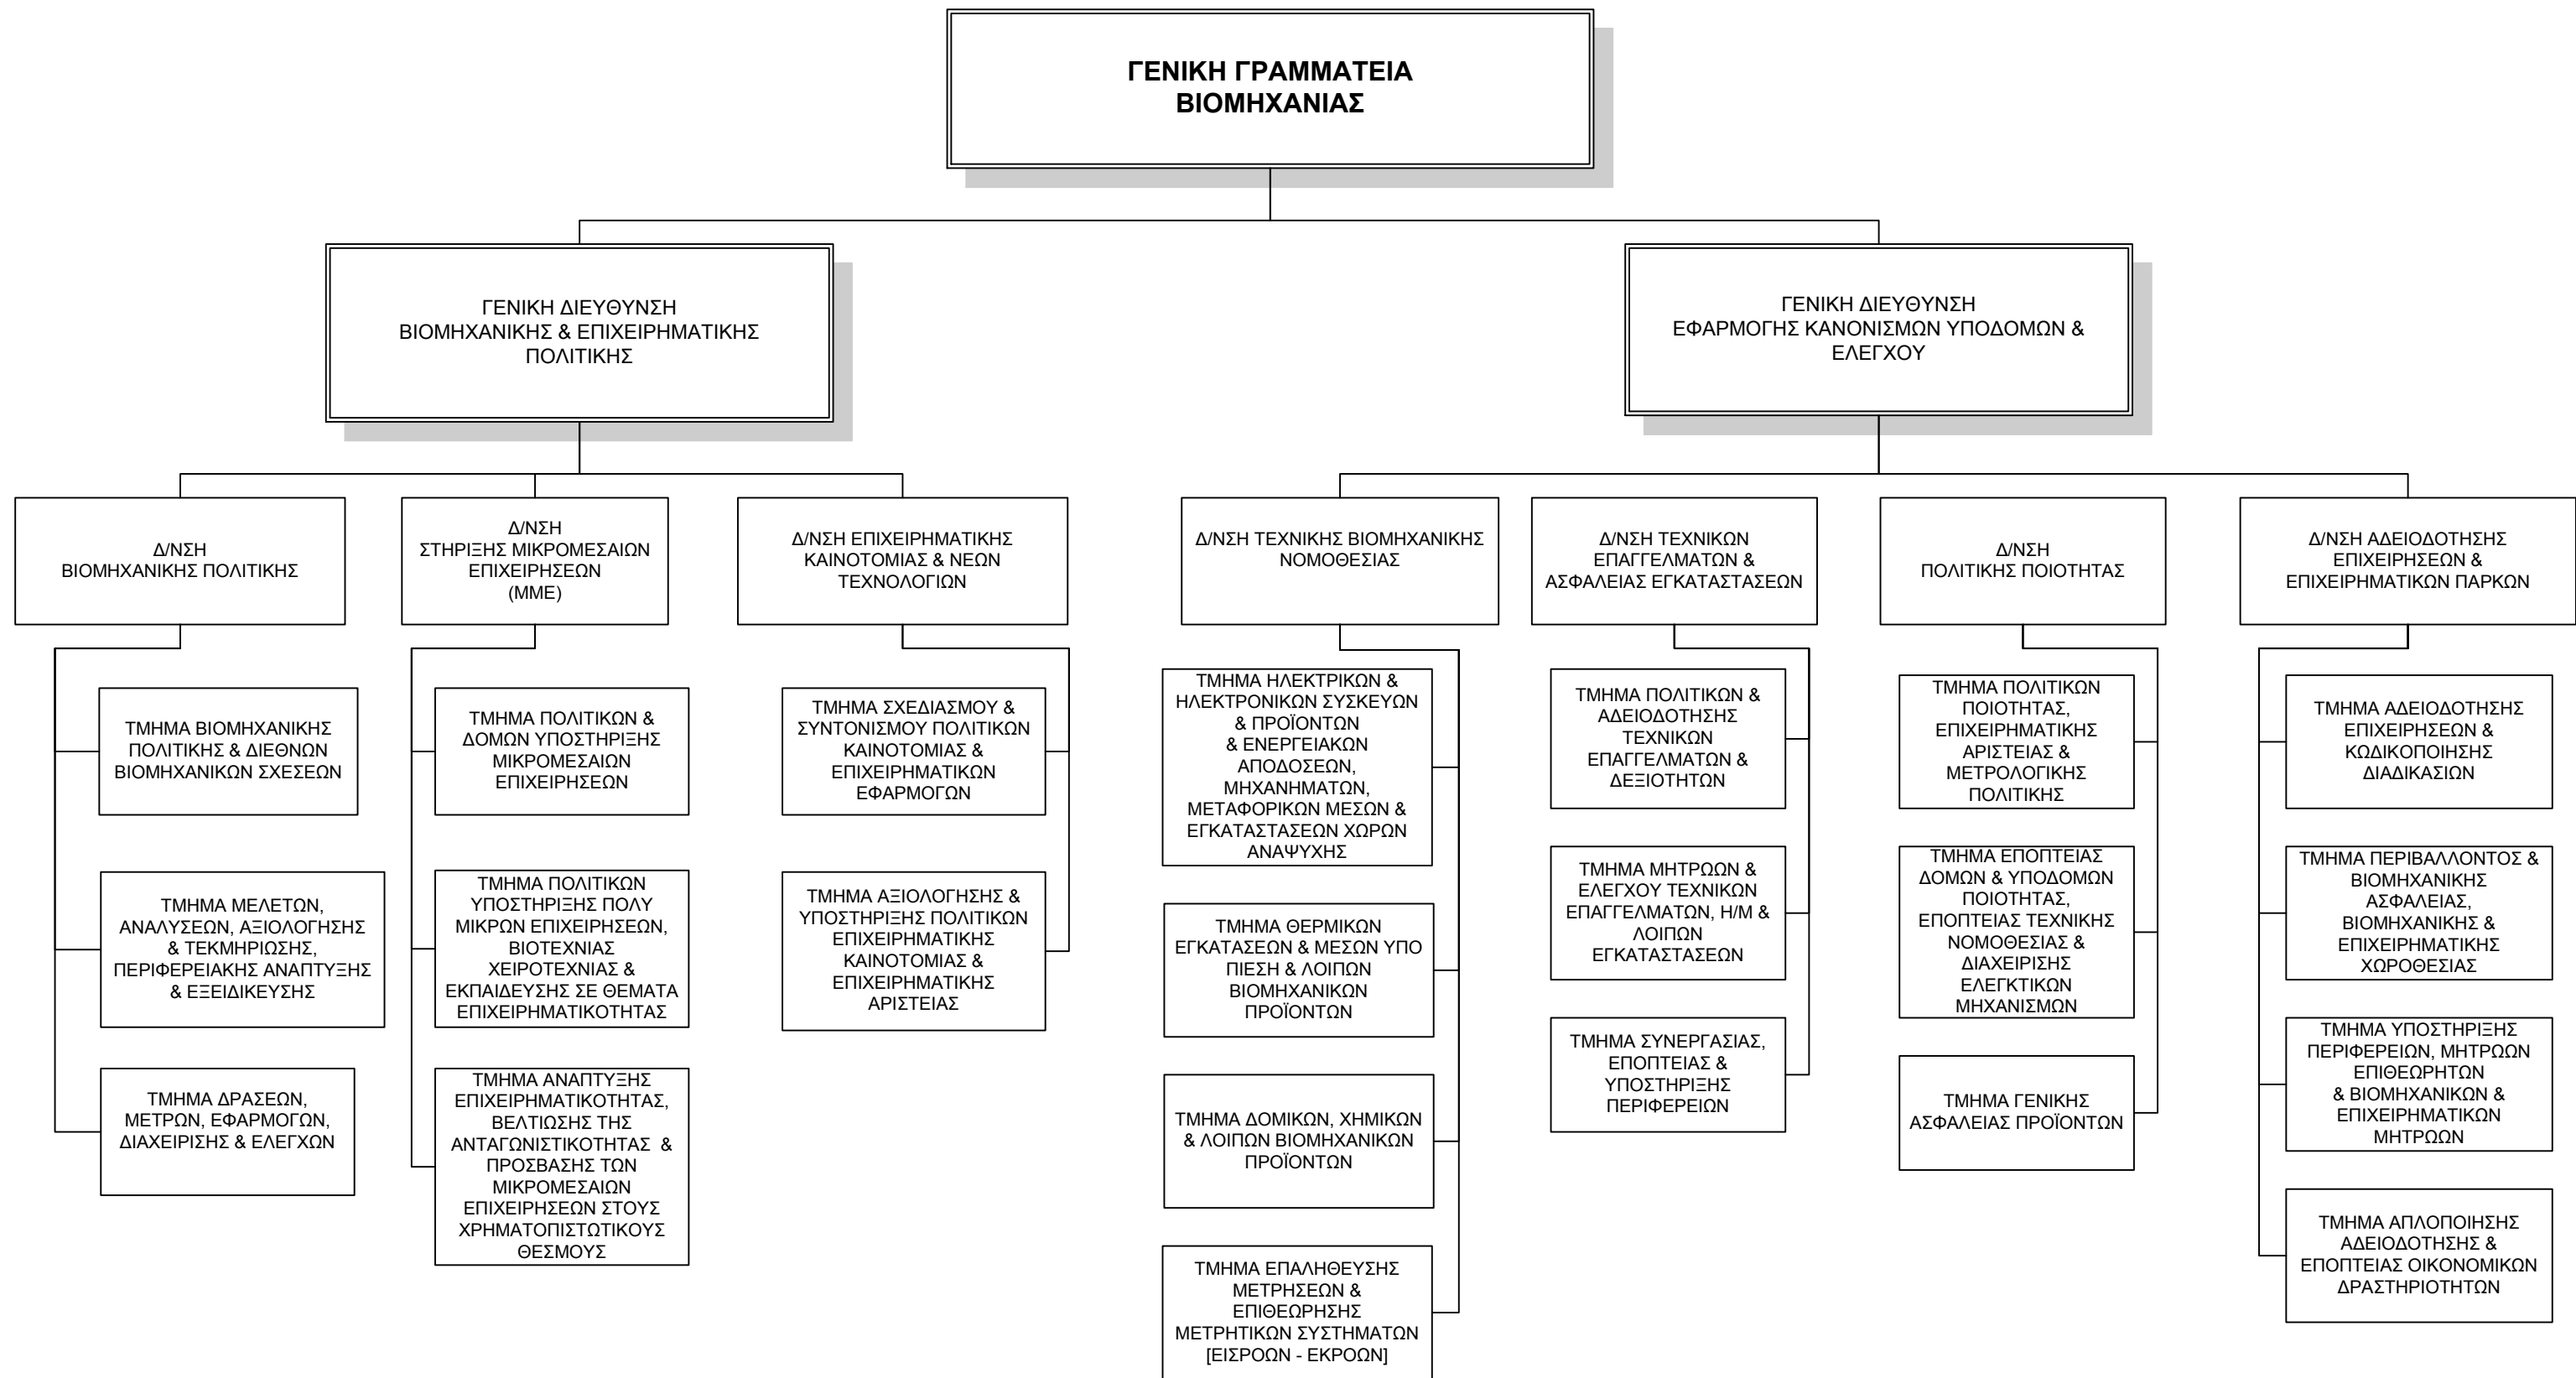 ΓΕΝΙΚΗ ΓΡΑΜΜΑΤΕΙΑ
ΒΙΟΜΗΧΑΝΙΑΣ
ΓΕΝΙΚΗ ΔΙΕΥΘΥΝΣΗ
ΒΙΟΜΗΧΑΝΙΚΗΣ & ΕΠΙΧΕΙΡΗΜΑΤΙΚΗΣ
ΠΟΛΙΤΙΚΗΣ
ΓΕΝΙΚΗ ΔΙΕΥΘΥΝΣΗ
ΕΦΑΡΜΟΓΗΣ ΚΑΝΟΝΙΣΜΩΝ ΥΠΟΔΟΜΩΝ &
ΕΛΕΓΧΟΥ
Δ/ΝΣΗ
ΒΙΟΜΗΧΑΝΙΚΗΣ ΠΟΛΙΤΙΚΗΣ
Δ/ΝΣΗ
ΣΤΗΡΙΞΗΣ ΜΙΚΡΟΜΕΣΑΙΩΝ
ΕΠΙΧΕΙΡΗΣΕΩΝ
(ΜΜΕ)
Δ/ΝΣΗ ΕΠΙΧΕΙΡΗΜΑΤΙΚΗΣ
ΚΑΙΝΟΤΟΜΙΑΣ & ΝΕΩΝ
ΤΕΧΝΟΛΟΓΙΩΝ
Δ/ΝΣΗ ΤΕΧΝΙΚΗΣ ΒΙΟΜΗΧΑΝΙΚΗΣ
ΝΟΜΟΘΕΣΙΑΣ
Δ/ΝΣΗ ΤΕΧΝΙΚΩΝ
ΕΠΑΓΓΕΛΜΑΤΩΝ &
ΑΣΦΑΛΕΙΑΣ ΕΓΚΑΤΑΣΤΑΣΕΩΝ
Δ/ΝΣΗ
ΠΟΛΙΤΙΚΗΣ ΠΟΙΟΤΗΤΑΣ
Δ/ΝΣΗ ΑΔΕΙΟΔΟΤΗΣΗΣ
ΕΠΙΧΕΙΡΗΣΕΩΝ &
ΕΠΙΧΕΙΡΗΜΑΤΙΚΩΝ ΠΑΡΚΩΝ
ΤΜΗΜΑ ΒΙΟΜΗΧΑΝΙΚΗΣ
ΠΟΛΙΤΙΚΗΣ & ΔΙΕΘΝΩΝ
ΒΙΟΜΗΧΑΝΙΚΩΝ ΣΧΕΣΕΩΝ
ΤΜΗΜΑ ΜΕΛΕΤΩΝ,
ΑΝΑΛΥΣΕΩΝ, ΑΞΙΟΛΟΓΗΣΗΣ
& ΤΕΚΜΗΡΙΩΣΗΣ,
ΠΕΡΙΦΕΡΕΙΑΚΗΣ ΑΝΑΠΤΥΞΗΣ
& ΕΞΕΙΔΙΚΕΥΣΗΣ
ΤΜΗΜΑ ΔΡΑΣΕΩΝ,
ΜΕΤΡΩΝ, ΕΦΑΡΜΟΓΩΝ,
ΔΙΑΧΕΙΡΙΣΗΣ & ΕΛΕΓΧΩΝ
ΤΜΗΜΑ ΠΟΛΙΤΙΚΩΝ &
ΔΟΜΩΝ ΥΠΟΣΤΗΡΙΞΗΣ
ΜΙΚΡΟΜΕΣΑΙΩΝ
ΕΠΙΧΕΙΡΗΣΕΩΝ
ΤΜΗΜΑ ΠΟΛΙΤΙΚΩΝ
ΥΠΟΣΤΗΡΙΞΗΣ ΠΟΛΥ
ΜΙΚΡΩΝ ΕΠΙΧΕΙΡΗΣΕΩΝ,
ΒΙΟΤΕΧΝΙΑΣ
ΧΕΙΡΟΤΕΧΝΙΑΣ &
ΕΚΠΑΙΔΕΥΣΗΣ ΣΕ ΘΕΜΑΤΑ
ΕΠΙΧΕΙΡΗΜΑΤΙΚΟΤΗΤΑΣ
ΤΜΗΜΑ ΑΝΑΠΤΥΞΗΣ
ΕΠΙΧΕΙΡΗΜΑΤΙΚΟΤΗΤΑΣ,
ΒΕΛΤΙΩΣΗΣ ΤΗΣ
ΑΝΤΑΓΩΝΙΣΤΙΚΟΤΗΤΑΣ &
ΠΡΟΣΒΑΣΗΣ ΤΩΝ
ΜΙΚΡΟΜΕΣΑΙΩΝ
ΕΠΙΧΕΙΡΗΣΕΩΝ ΣΤΟΥΣ
ΧΡΗΜΑΤΟΠΙΣΤΩΤΙΚΟΥΣ
ΘΕΣΜΟΥΣ
ΤΜΗΜΑ ΣΧΕΔΙΑΣΜΟΥ &
ΣΥΝΤΟΝΙΣΜΟΥ ΠΟΛΙΤΙΚΩΝ
ΚΑΙΝΟΤΟΜΙΑΣ &
ΕΠΙΧΕΙΡΗΜΑΤΙΚΩΝ
ΕΦΑΡΜΟΓΩΝ
ΤΜΗΜΑ ΑΞΙΟΛΟΓΗΣΗΣ &
ΥΠΟΣΤΗΡΙΞΗΣ ΠΟΛΙΤΙΚΩΝ
ΕΠΙΧΕΙΡΗΜΑΤΙΚΗΣ
ΚΑΙΝΟΤΟΜΙΑΣ &
ΕΠΙΧΕΙΡΗΜΑΤΙΚΗΣ
ΑΡΙΣΤΕΙΑΣ
ΤΜΗΜΑ ΗΛΕΚΤΡΙΚΩΝ &
ΗΛΕΚΤΡΟΝΙΚΩΝ ΣΥΣΚΕΥΩΝ
& ΠΡΟΪΟΝΤΩΝ
& ΕΝΕΡΓΕΙΑΚΩΝ
ΑΠΟΔΟΣΕΩΝ,
ΜΗΧΑΝΗΜΑΤΩΝ,
ΜΕΤΑΦΟΡΙΚΩΝ ΜΕΣΩΝ &
ΕΓΚΑΤΑΣΤΑΣΕΩΝ ΧΩΡΩΝ
ΑΝΑΨΥΧΗΣ
ΤΜΗΜΑ ΘΕΡΜΙΚΩΝ
ΕΓΚΑΤΑΣΕΩΝ & ΜΕΣΩΝ ΥΠΟ
ΠΙΕΣΗ & ΛΟΙΠΩΝ
ΒΙΟΜΗΧΑΝΙΚΩΝ
ΠΡΟΪΟΝΤΩΝ
ΤΜΗΜΑ ΔΟΜΙΚΩΝ, ΧΗΜΙΚΩΝ
& ΛΟΙΠΩΝ ΒΙΟΜΗΧΑΝΙΚΩΝ
ΠΡΟΪΟΝΤΩΝ
ΤΜΗΜΑ ΕΠΑΛΗΘΕΥΣΗΣ
ΜΕΤΡΗΣΕΩΝ &
ΕΠΙΘΕΩΡΗΣΗΣ
ΜΕΤΡΗΤΙΚΩΝ ΣΥΣΤΗΜΑΤΩΝ
[ΕΙΣΡΟΩΝ - ΕΚΡΟΩΝ]
ΤΜΗΜΑ ΠΟΛΙΤΙΚΩΝ &
ΑΔΕΙΟΔΟΤΗΣΗΣ
ΤΕΧΝΙΚΩΝ
ΕΠΑΓΓΕΛΜΑΤΩΝ &
ΔΕΞΙΟΤΗΤΩΝ
ΤΜΗΜΑ ΜΗΤΡΩΩΝ &
ΕΛΕΓΧΟΥ ΤΕΧΝΙΚΩΝ
ΕΠΑΓΓΕΛΜΑΤΩΝ, Η/Μ &
ΛΟΙΠΩΝ
ΕΓΚΑΤΑΣΤΑΣΕΩΝ
ΤΜΗΜΑ ΣΥΝΕΡΓΑΣΙΑΣ,
ΕΠΟΠΤΕΙΑΣ &
ΥΠΟΣΤΗΡΙΞΗΣ
ΠΕΡΙΦΕΡΕΙΩΝ
ΤΜΗΜΑ ΠΟΛΙΤΙΚΩΝ
ΠΟΙΟΤΗΤΑΣ,
ΕΠΙΧΕΙΡΗΜΑΤΙΚΗΣ
ΑΡΙΣΤΕΙΑΣ &
ΜΕΤΡΟΛΟΓΙΚΗΣ
ΠΟΛΙΤΙΚΗΣ
ΤΜΗΜΑ ΕΠΟΠΤΕΙΑΣ
ΔΟΜΩΝ & ΥΠΟΔΟΜΩΝ
ΠΟΙΟΤΗΤΑΣ,
ΕΠΟΠΤΕΙΑΣ ΤΕΧΝΙΚΗΣ
ΝΟΜΟΘΕΣΙΑΣ &
ΔΙΑΧΕΙΡΙΣΗΣ
ΕΛΕΓΚΤΙΚΩΝ
ΜΗΧΑΝΙΣΜΩΝ
ΤΜΗΜΑ ΓΕΝΙΚΗΣ
ΑΣΦΑΛΕΙΑΣ ΠΡΟΪΟΝΤΩΝ
ΤΜΗΜΑ ΑΔΕΙΟΔΟΤΗΣΗΣ
ΕΠΙΧΕΙΡΗΣΕΩΝ &
ΚΩΔΙΚΟΠΟΙΗΣΗΣ
ΔΙΑΔΙΚΑΣΙΩΝ
ΤΜΗΜΑ ΠΕΡΙΒΑΛΛΟΝΤΟΣ &
ΒΙΟΜΗΧΑΝΙΚΗΣ
ΑΣΦΑΛΕΙΑΣ,
ΒΙΟΜΗΧΑΝΙΚΗΣ &
ΕΠΙΧΕΙΡΗΜΑΤΙΚΗΣ
ΧΩΡΟΘΕΣΙΑΣ
ΤΜΗΜΑ ΥΠΟΣΤΗΡΙΞΗΣ
ΠΕΡΙΦΕΡΕΙΩΝ, ΜΗΤΡΩΩΝ
ΕΠΙΘΕΩΡΗΤΩΝ
& ΒΙΟΜΗΧΑΝΙΚΩΝ &
ΕΠΙΧΕΙΡΗΜΑΤΙΚΩΝ
ΜΗΤΡΩΩΝ
ΤΜΗΜΑ ΑΠΛΟΠΟΙΗΣΗΣ
ΑΔΕΙΟΔΟΤΗΣΗΣ &
ΕΠΟΠΤΕΙΑΣ ΟΙΚΟΝΟΜΙΚΩΝ
ΔΡΑΣΤΗΡΙΟΤΗΤΩΝ